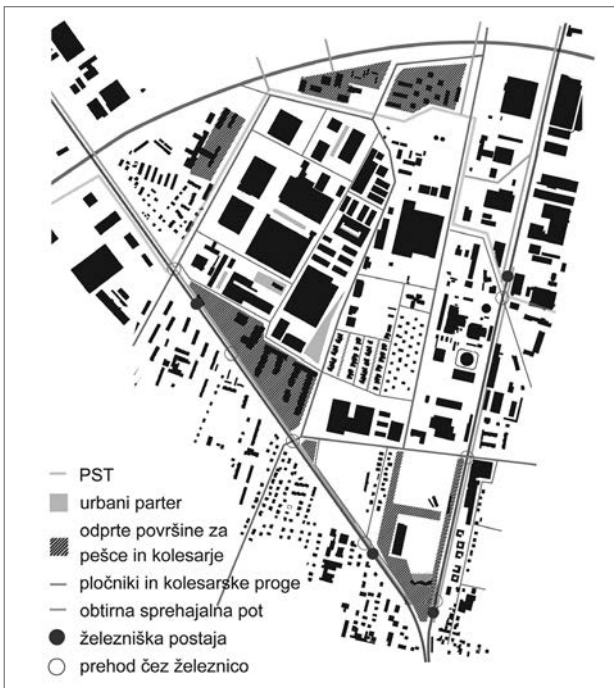 PST
urbani parter
odprte površine za
pešce in kolesarje
pločniki in kolesarske proge
obtirna sprehajalna pot
železniška postaja
prehod čez železnico